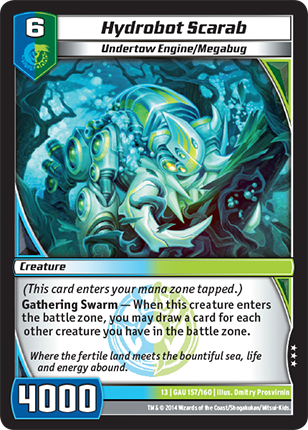 6
Hydrobot Scarab
Undertow Engine/Megabug
Creature
(This card enters your mana zone tapped.)
Gathering Swarm — When this creature enters
the battle zone, you may draw a card for each
other creature you have in the battle zone.
Where the fertile land meets the bountiful sea, life
and energy abound.
4000
13 | GAU 157/160 | illus. Dmitry Prosvirnin
TM & © 2014 Wizards of the Coast/Shogakukan/Mitsui-Kids.